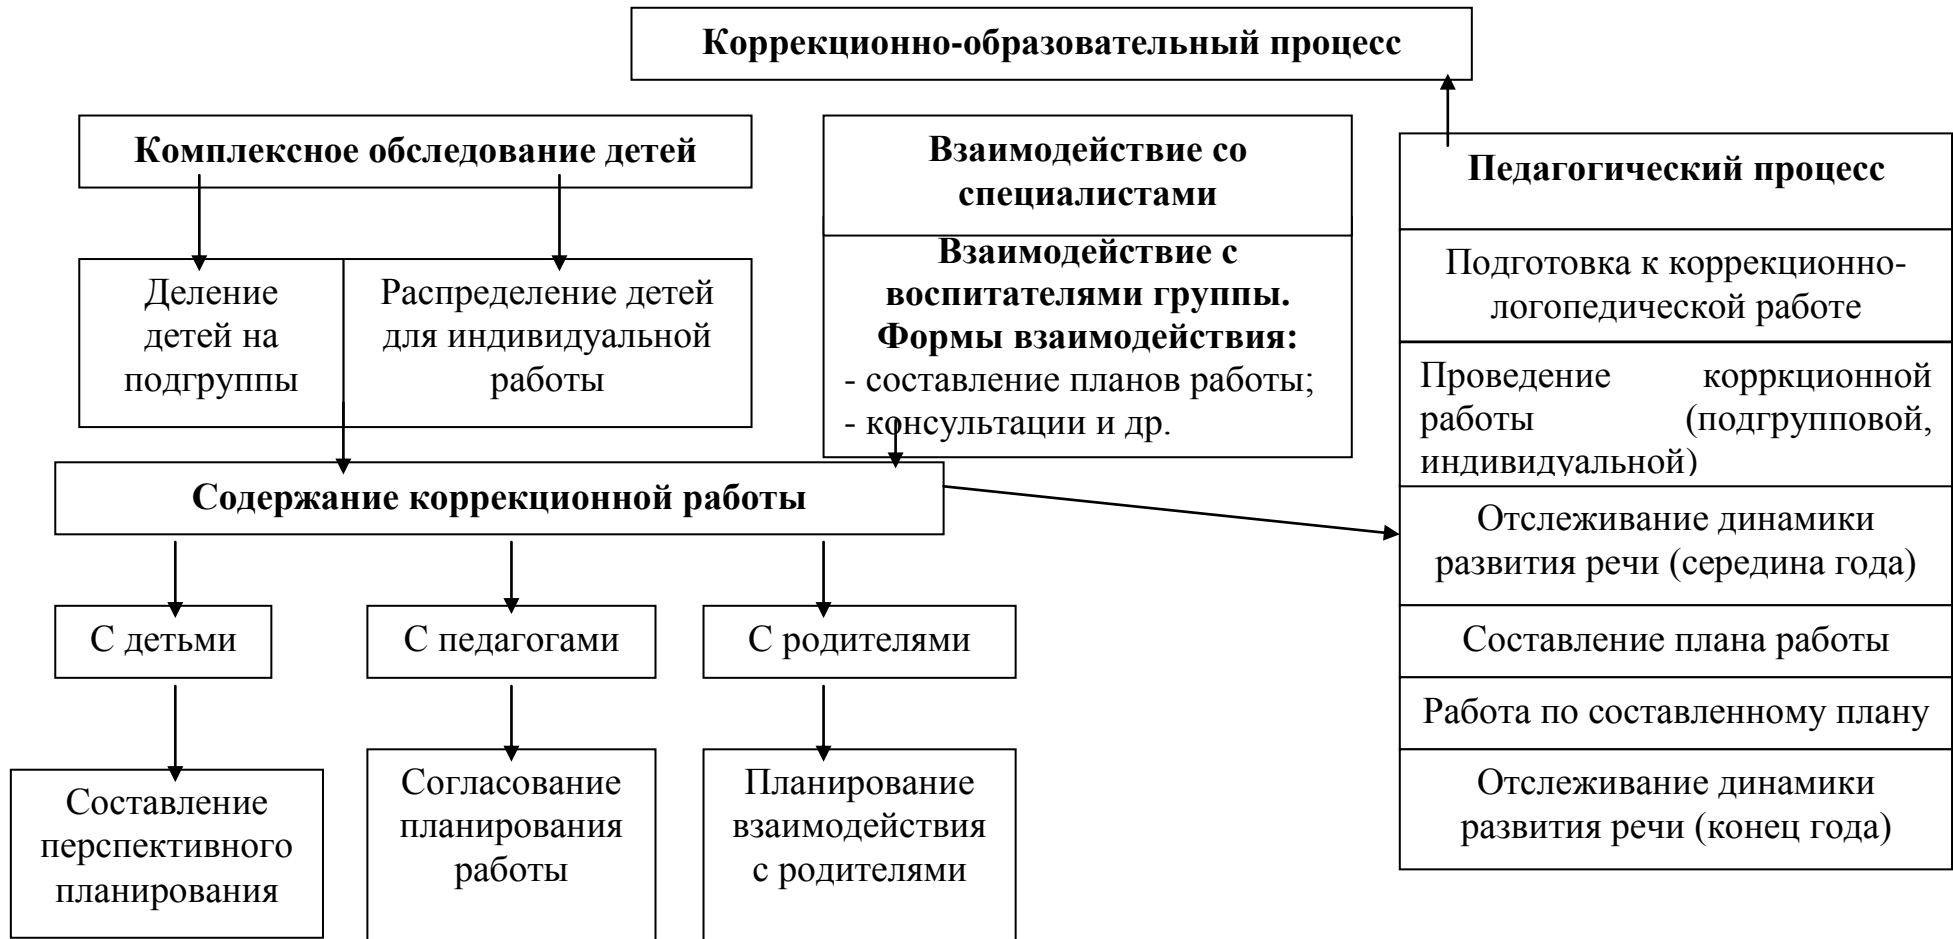 Коррекционно-образовательный процесс
Комплексное обследование детей
Деление
детей на
подгруппы
Распределение детей
для индивидуальной
работы
Взаимодействие со
специалистами
Взаимодействие с
воспитателями группы.
Формы взаимодействия:
- составление планов работы;
- консультации и др.
Содержание коррекционной работы
С детьми
С педагогами
С родителями
Составление
перспективного
планирования
Согласование
планирования
работы
Планирование
взаимодействия
с родителями
Педагогический процесс
Подготовка к коррекционно-
логопедической работе
Проведение корркционной
работы (подгрупповой,
индивидуальной)
Отслеживание динамики
развития речи (середина года)
Составление плана работы
Работа по составленному плану
Отслеживание динамики
развития речи (конец года)